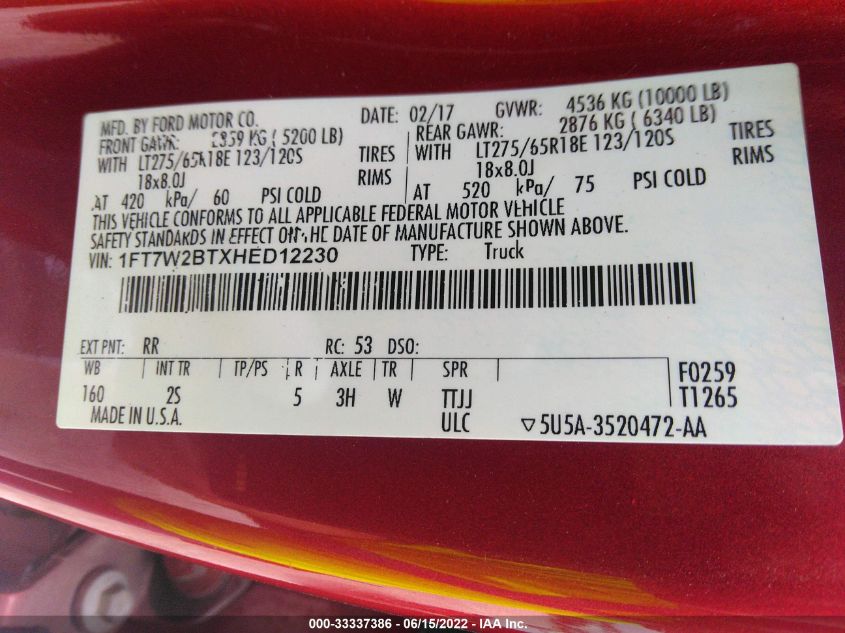 MFD. BY FORD MOTOR CO. DATE: 02/17 GVWR: 4536 KG (10000 LB)
FRONT GAWR: 2359 KG ( 5200 LB) REAR GAWR: 2876 KG ( 6340 LB)
WITH LT275/65R18E 123/120S TIRES WITH LT275/65R18E 123/120S TIRES
18x8.0J RIMS 18x8.0J RIMS
AT 420 kPa/ 60 PSI COLD AT 520 kPa/ 75 PSI COLD
THIS VEHICLE CONFORMS TO ALL APPLICABLE FEDERAL MOTOR VEHICLE
SAFETY STANDARDS IN EFFECT ON THE DATE OF MANUFACTURE SHOWN ABOVE.
VIN: 1FT7W2BTXHED12230 TYPE: Truck
EXT PNT: RR RC: 53 DSO:
WB INT TR TP/PS R AXLE TR SPR F0259
160 2S 5 3H W TTJJ T1265
MADE IN U.S.A. ULC ▽5U5A-3520472-AA
000-33337386 - 06/15/2022 - IAA Inc.